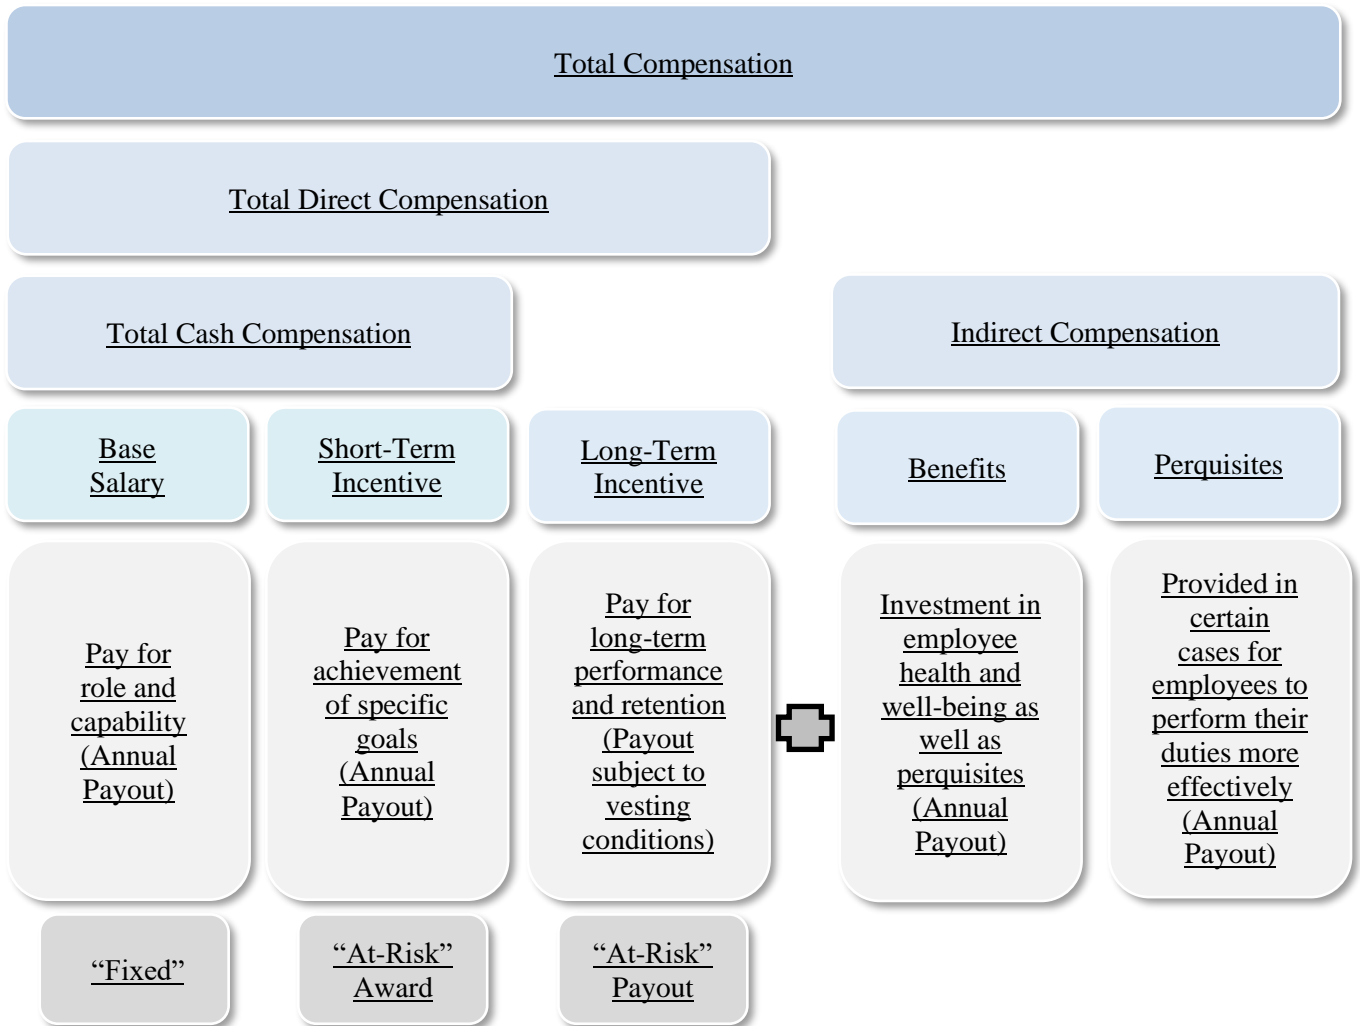 Total Compensation
Total Direct Compensation
Total Cash Compensation
Indirect Compensation
Base
Salary
Short-Term
Incentive
Long-Term
Incentive
Benefits
Perquisites
Pay for
role and
capability
(Annual
Payout)
Pay for
achievement
of specific
goals
(Annual
Payout)
Pay for
long-term
performance
and retention
(Payout
subject to
vesting
conditions)
Investment in
employee
health and
well-being as
well as
perquisites
(Annual
Payout)
Provided in
certain
cases for
employees to
perform their
duties more
effectively
(Annual
Payout)
“Fixed”
“At-Risk”
Award
“At-Risk”
Payout